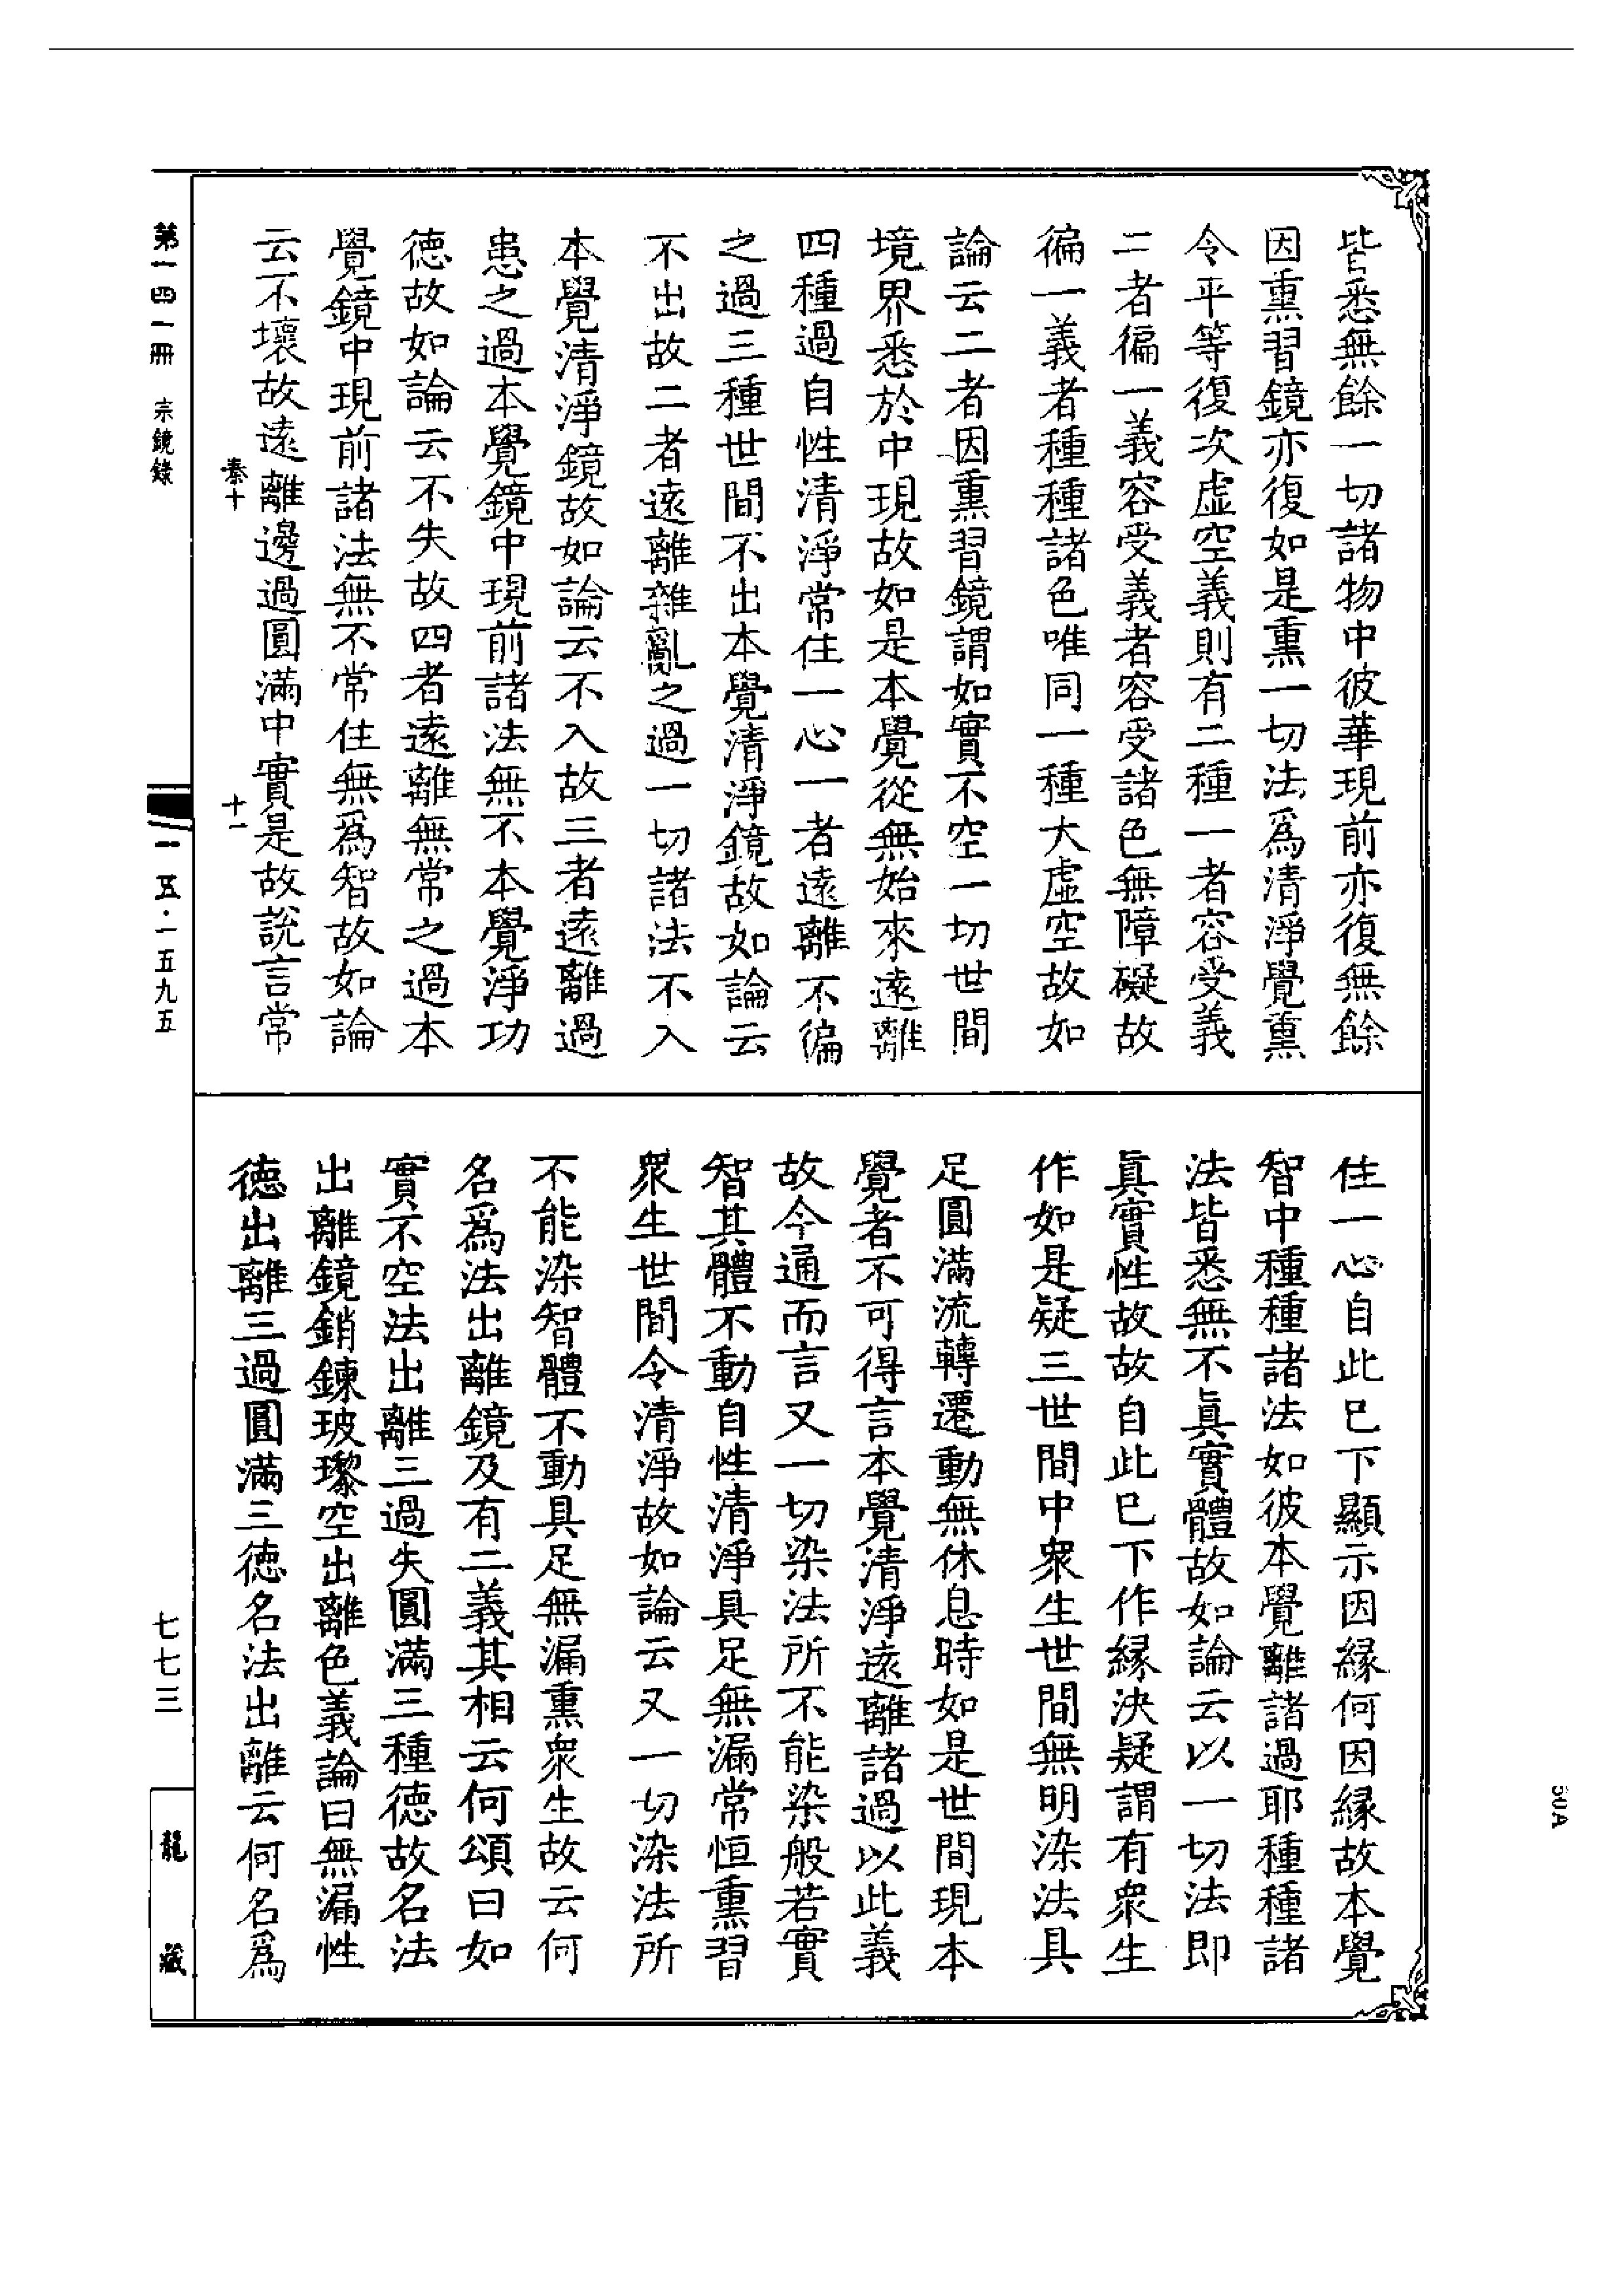 皆悉無餘一切諸物中彼華現前亦復無餘
因熏習鏡亦復如是熏一切法為清淨覺熏
令平等復次虛空義則有二種一者容受義
二者徧一義容受義者容受諸色無障礙故
徧一義者種種諸色唯同一種大虛空故如
論云二者因熏習鏡謂如實不空一切世間
境界悉於中現故如是本覺從無始來遠離
四種過自性清淨常住一心一者遠離不徧
之過三種世間不出本覺清淨鏡故如論云
不出故二者遠離雜亂之過一切諸法不入
本覺清淨鏡故如論云不入故三者遠離過
患之過本覺鏡中現前諸法無不本覺淨功
德故如論云不失故四者遠離無常之過本
覺鏡中現前諸法無不常住無為智故如論
云不壞故遠離邊過圓滿中實是故說言常
住一心自此已下顯示因緣何因緣故本覺
智中種種諸法如彼本覺離諸過耶種種諸
法皆悉無不真實體故如論云以一切法即
真實性故故自此已下作緣決疑謂有衆生
作如是疑三世間中衆生世間無明染法具
足圓滿流轉遷動無休息時如是世間現本
覺者不可得言本覺清淨遠離諸過以此義
故今通而言又一切染法所不能染般若實
智其體不動自性清淨具足無漏常恒熏習
衆生世間令清淨故如論云又一切染法所
不能染智體不動具足無漏熏衆生故云何
名為法出離鏡及有二義其相云何頌曰如
實不空法出離三過失圓滿三種德故名法
出離鏡銷鍊玻瓈空出離色義論曰無漏性
德出離三過圓滿三德名法出離云何名為
秦十
十一
第一四一冊　宗鏡錄
一一五·一五九五
七七三
龍藏
50A